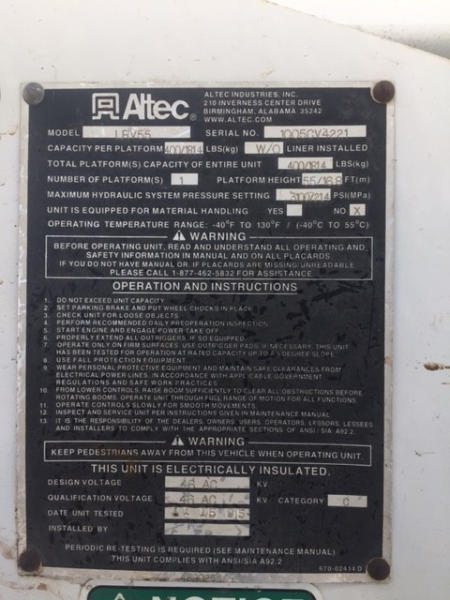 Altec®
ALTEC INDUSTRIES, INC.
210 INVERNESS CENTER DRIVE
BIRMINGHAM, ALABAMA 35242
WWW.ALTEC.COM
MODEL LRV55 SERIAL NO. 1005CV4221
CAPACITY PER PLATFORM 400/181.4 LBS(kg) W/O LINER INSTALLED
TOTAL PLATFORM(S) CAPACITY OF ENTIRE UNIT 400/181.4 LBS(kg)
NUMBER OF PLATFORM(S) 1 PLATFORM HEIGHT 55/16.8 FT(m)
MAXIMUM HYDRAULIC SYSTEM PRESSURE SETTING 3100/21.4 PSI(MPa)
UNIT IS EQUIPPED FOR MATERIAL HANDLING YES NO X
OPERATING TEMPERATURE RANGE: -40°F TO 130°F / (-40°C TO 55°C)
WARNING
BEFORE OPERATING UNIT, READ AND UNDERSTAND ALL OPERATING AND
SAFETY INFORMATION IN MANUAL AND ON ALL PLACARDS.
IF YOU DO NOT HAVE MANUAL OR IF PLACARDS ARE MISSING/UNREADABLE
PLEASE CALL 1-877-462-5832 FOR ASSISTANCE
OPERATION AND INSTRUCTIONS
1. DO NOT EXCEED UNIT CAPACITY
2. SET PARKING BRAKE AND PUT WHEEL CHOCKS IN PLACE
3. CHECK UNIT FOR LOOSE OBJECTS
4. PERFORM RECOMMENDED DAILY PREOPERATION INSPECTION
5. START ENGINE AND ENGAGE POWER TAKE OFF
6. PROPERLY EXTEND ALL OUTRIGGERS IF SO EQUIPPED
7. OPERATE ONLY ON FIRM SURFACES. USE OUTRIGGER PADS IF NECESSARY. THIS UNIT
HAS BEEN TESTED FOR OPERATION AT RATED CAPACITY UP TO A 5 DEGREE SLOPE.
8. USE FALL PROTECTION EQUIPMENT
9. WEAR PERSONAL PROTECTIVE EQUIPMENT AND MAINTAIN SAFE CLEARANCES FROM
ELECTRICAL POWER LINES, IN ACCORDANCE WITH APPLICABLE GOVERNMENT
REGULATIONS AND SAFE WORK PRACTICES
10. FROM LOWER CONTROLS, RAISE BOOM SUFFICIENTLY TO CLEAR ALL OBSTRUCTIONS BEFORE
ROTATING BOOMS. OPERATE UNIT THROUGH FULL RANGE OF MOTION FOR ALL FUNCTIONS.
11. OPERATE CONTROLS SLOWLY FOR SMOOTH MOVEMENTS.
12. INSPECT AND SERVICE UNIT PER INSTRUCTIONS GIVEN IN MAINTENANCE MANUAL
13. IT IS THE RESPONSIBILITY OF THE DEALERS, OWNERS, USERS, OPERATORS, LESSORS, LESSEES
AND INSTALLERS TO COMPLY WITH THE APPROPRIATE SECTIONS OF ANSI/SIA A92.2.
WARNING
KEEP PEDESTRIANS AWAY FROM THIS VEHICLE WHEN OPERATING UNIT.
THIS UNIT IS ELECTRICALLY INSULATED.
DESIGN VOLTAGE 46 AC KV
QUALIFICATION VOLTAGE 46 AC KV CATEGORY C
DATE UNIT TESTED
INSTALLED BY
PERIODIC RE-TESTING IS REQUIRED (SEE MAINTENANCE MANUAL)
THIS UNIT COMPLIES WITH ANSI/SIA A92.2
670-02414 D
NOTICE